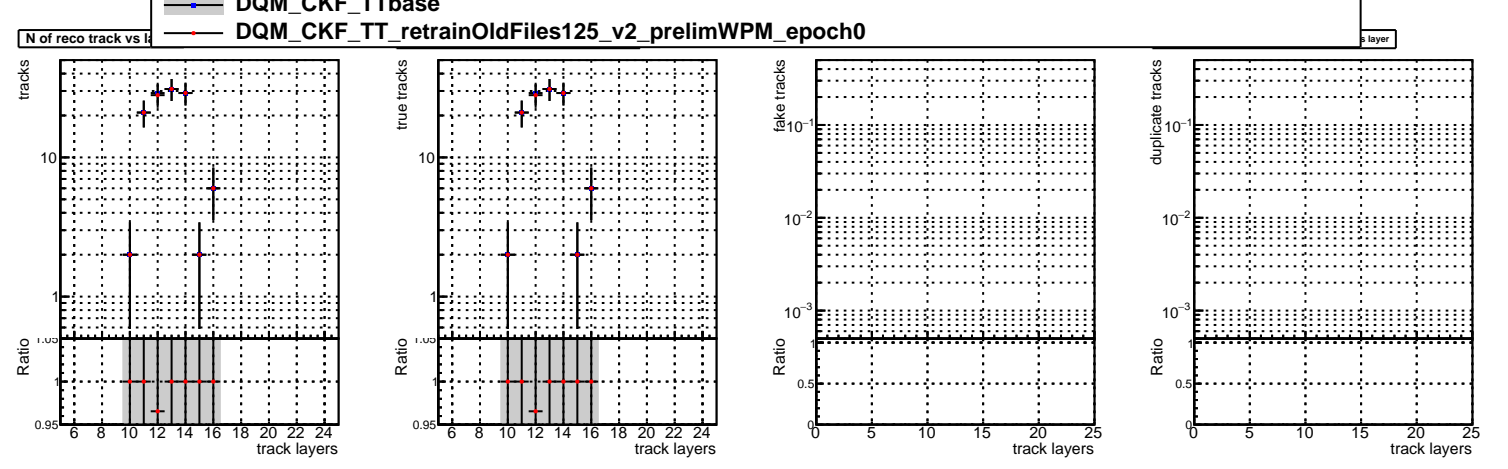 DQM_CKF_TTbase
DQM_CKF_TT_retrainOldFiles125_v2_prelimWPM_epoch0
N of reco track vs
layer
tracks
10
1
Ratio
1.05
1
0.95
6 8 10 12 14 16 18 20 22 24
track layers
true tracks
10
1
Ratio
1.05
1
0.95
6 8 10 12 14 16 18 20 22 24
track layers
fake tracks
10−1
10−2
10−3
Ratio
1
0.5
0
0 5 10 15 20 25
track layers
duplicate tracks
10−1
10−2
10−3
Ratio
1
0.5
0
0 5 10 15 20 25
track layers